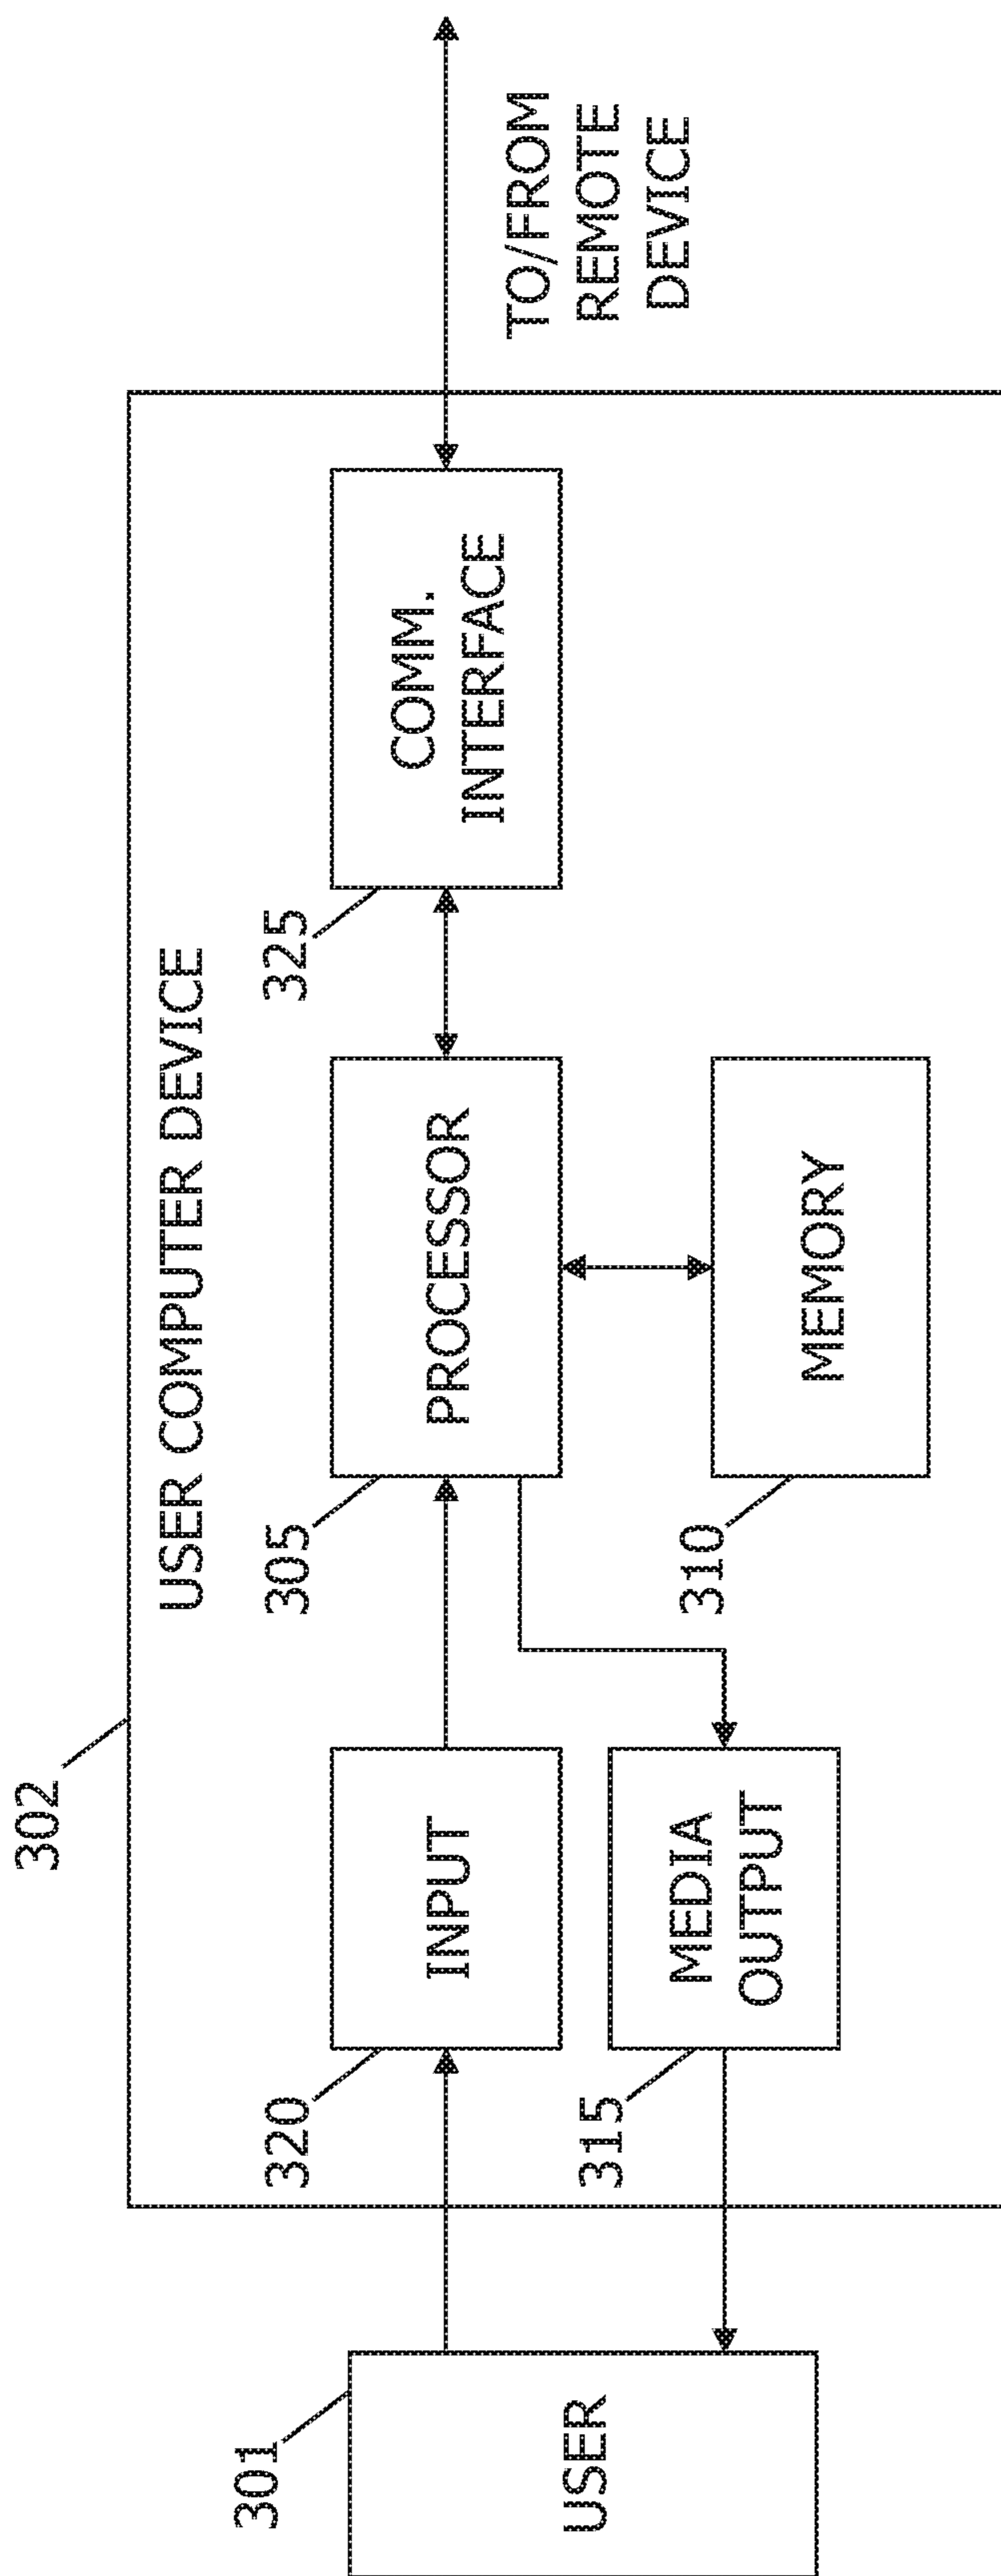 302
USER COMPUTER DEVICE
301
USER
320
INPUT
315
MEDIA
OUTPUT
305
PROCESSOR
310
MEMORY
325
COMM.
INTERFACE
TO/FROM
REMOTE
DEVICE